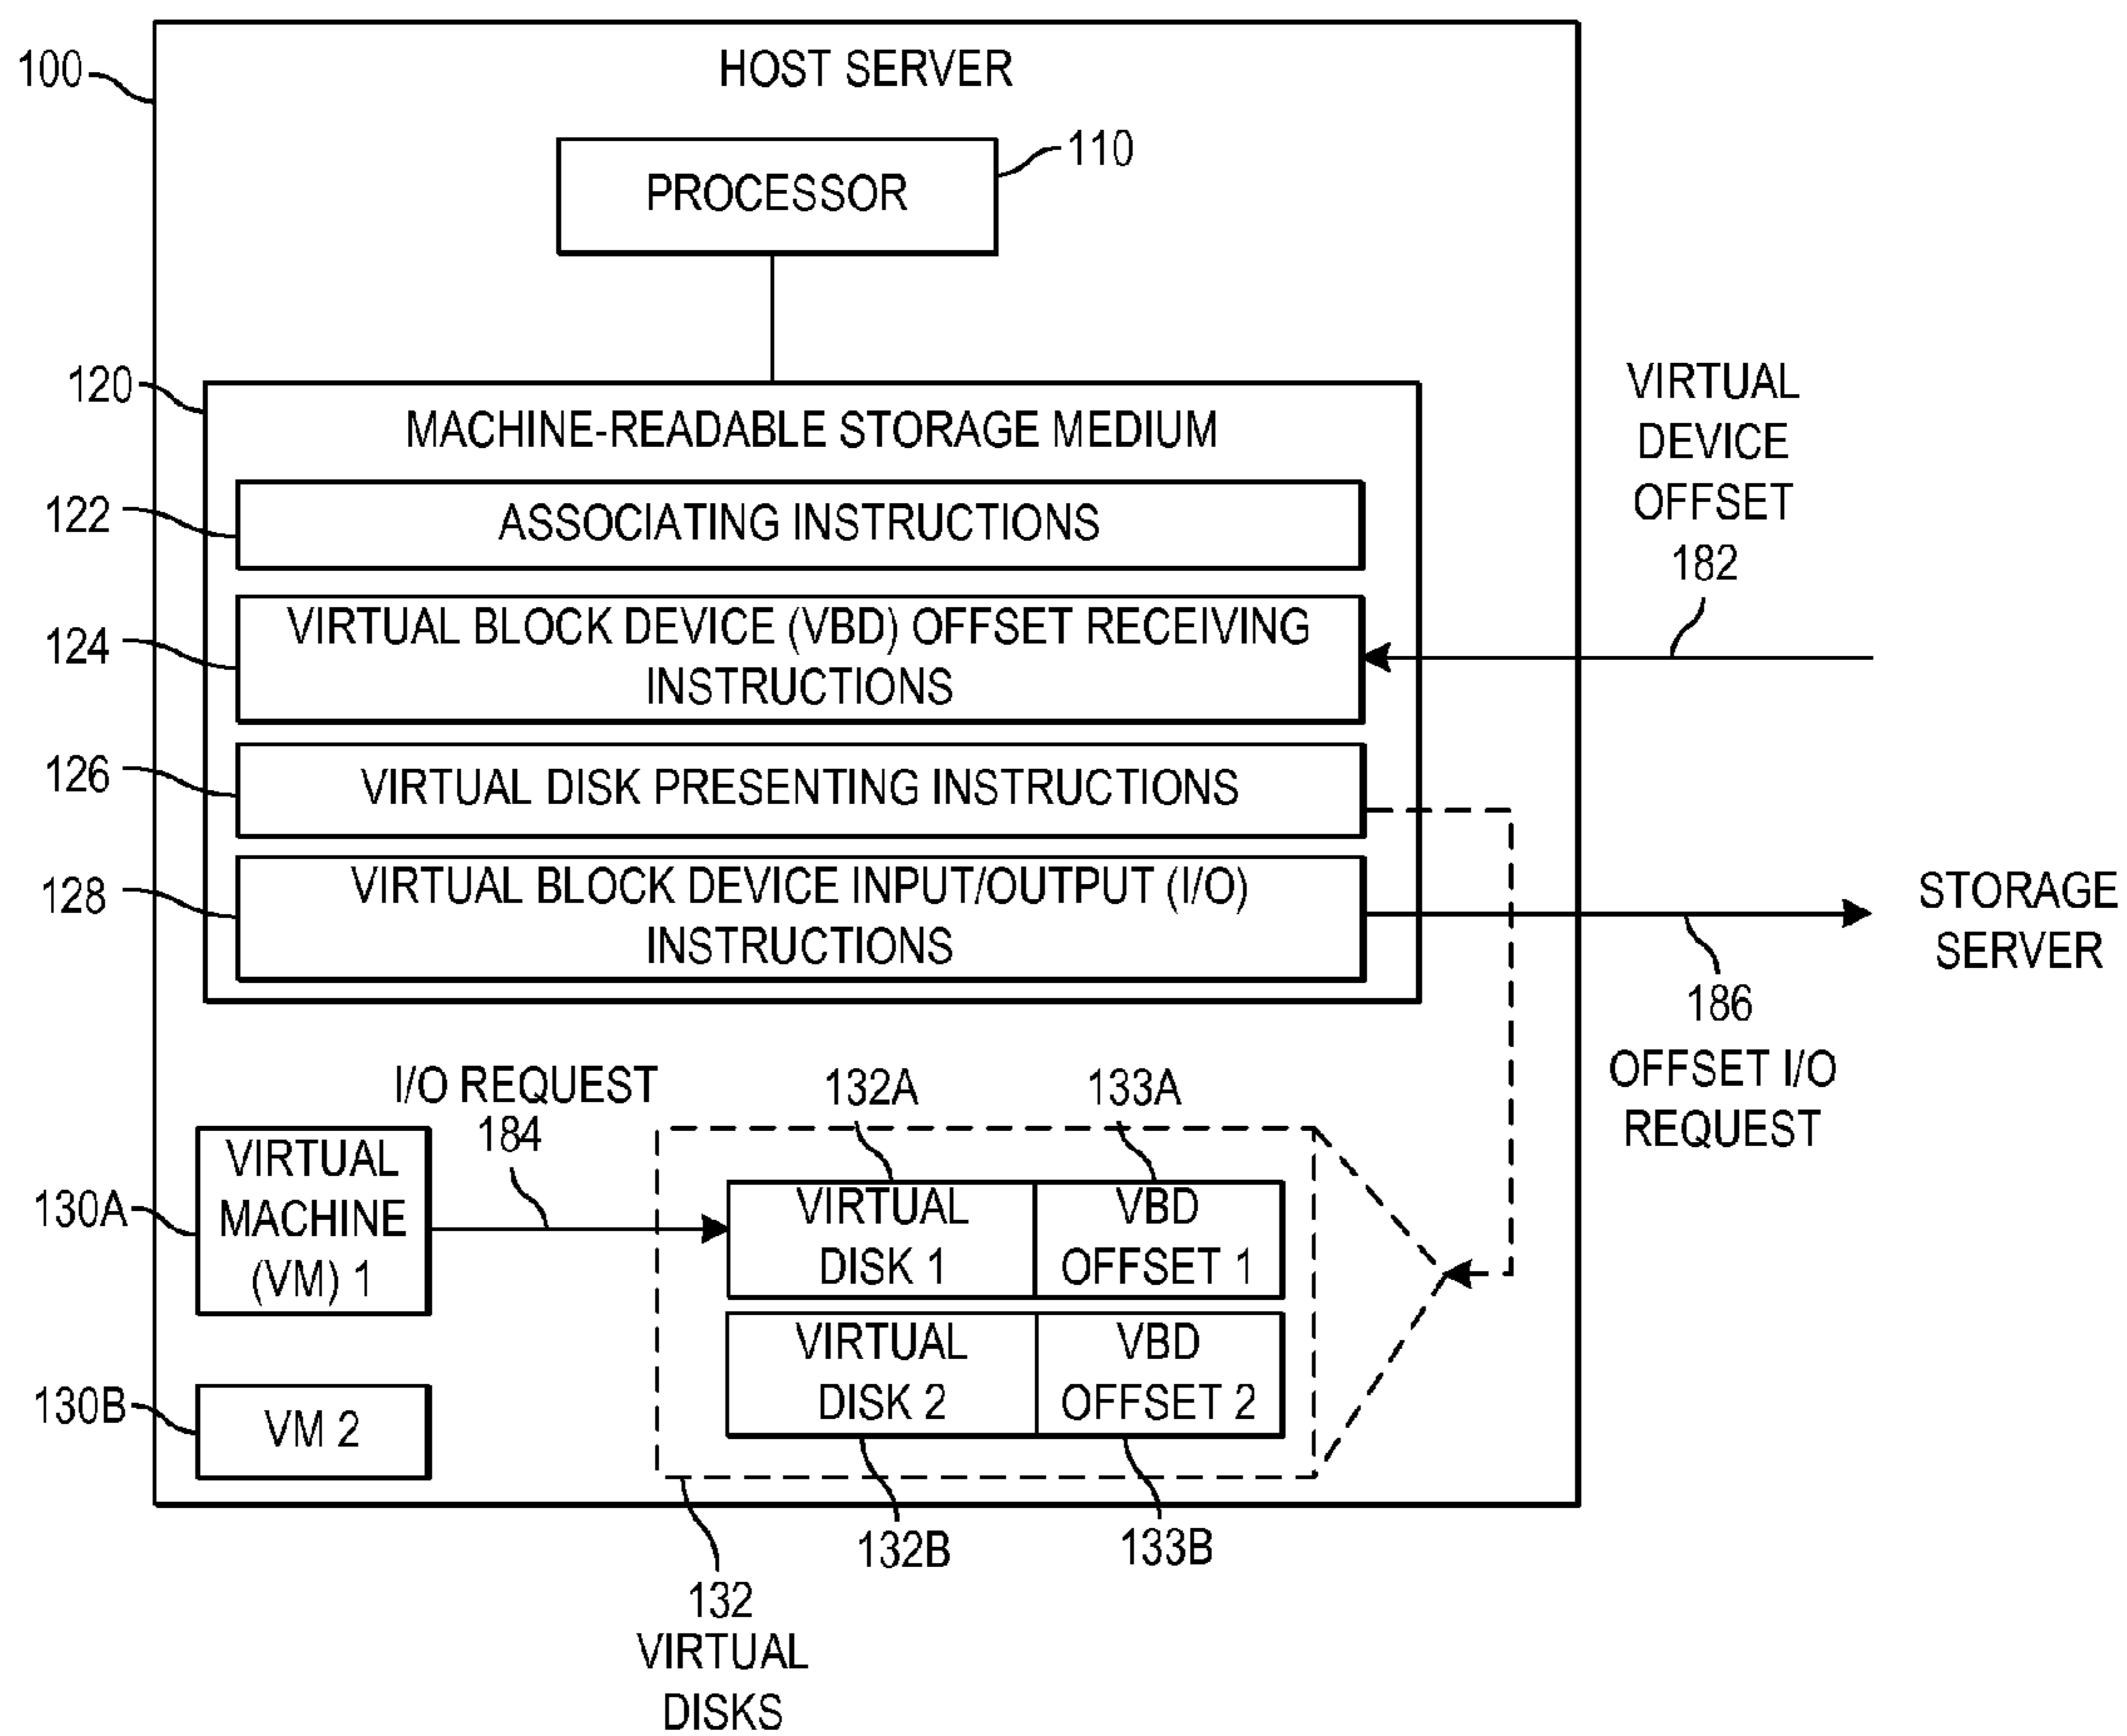 100
HOST SERVER
110
PROCESSOR
120
MACHINE-READABLE STORAGE MEDIUM
122
ASSOCIATING INSTRUCTIONS
124
VIRTUAL BLOCK DEVICE (VBD) OFFSET RECEIVING
INSTRUCTIONS
VIRTUAL
DEVICE
OFFSET
182
126
VIRTUAL DISK PRESENTING INSTRUCTIONS
128
VIRTUAL BLOCK DEVICE INPUT/OUTPUT (I/O)
INSTRUCTIONS
STORAGE
SERVER
186
OFFSET I/O
REQUEST
I/O REQUEST
184
132A
133A
130A
VIRTUAL
MACHINE
(VM) 1
VIRTUAL
DISK 1
VBD
OFFSET 1
VIRTUAL
DISK 2
VBD
OFFSET 2
130B
VM 2
132B
133B
132
VIRTUAL
DISKS